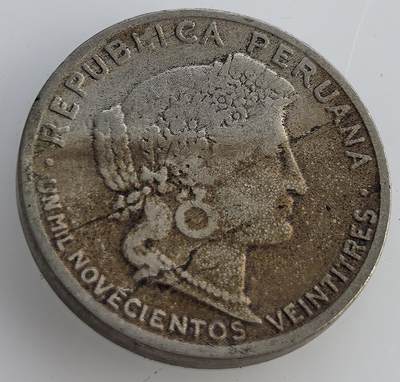 · REPUBLICA PERUANA ·
UN MIL NOVECIENTOS VEINTITRES